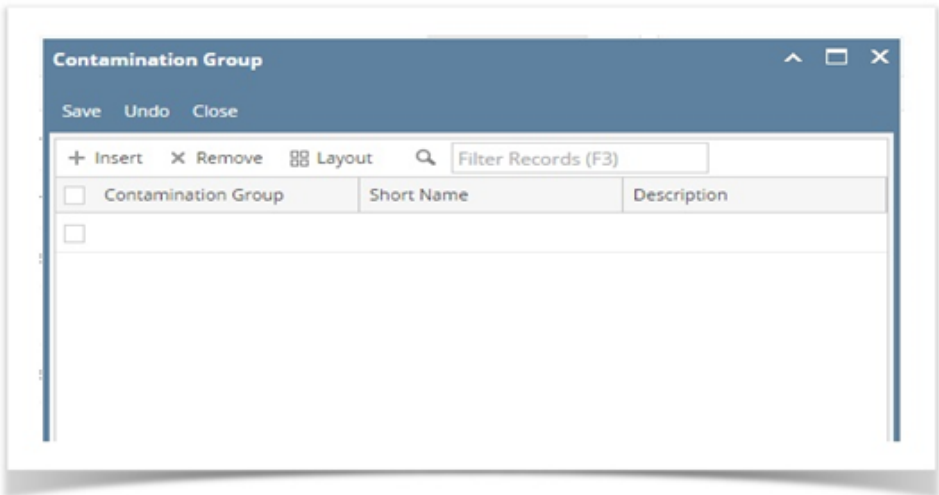 Contamination Group
Save Undo Close
Insert Remove Layout Filter Records (F3)
Contamination Group Short Name Description